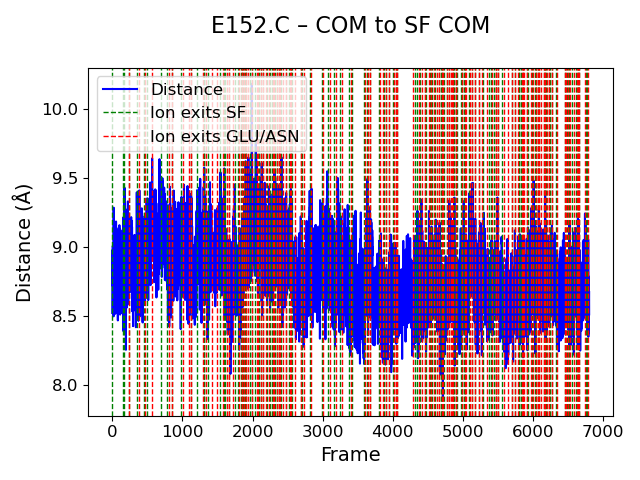 E152.C – COM to SF COM
Distance
Ion exits SF
Ion exits GLU/ASN
Distance (Å)
10.0
9.5
9.0
8.5
8.0
0 1000 2000 3000 4000 5000 6000 7000
Frame